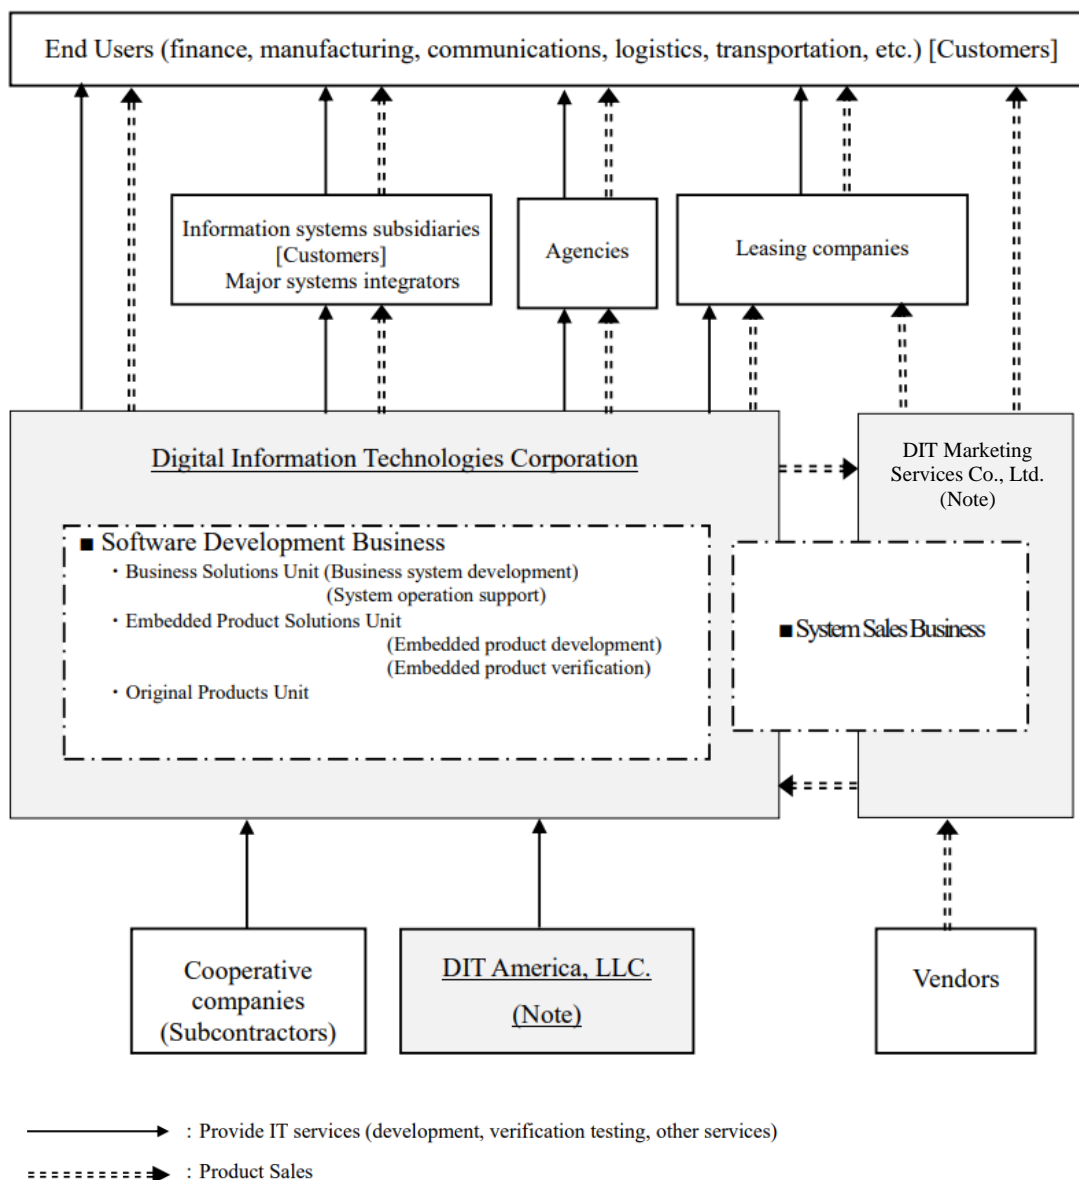 End Users (finance, manufacturing, communications, logistics, transportation, etc.) [Customers]
Information systems subsidiaries
[Customers]
Major systems integrators
Agencies
Leasing companies
Digital Information Technologies Corporation
DIT Marketing
Services Co., Ltd.
(Note)
■ Software Development Business
・Business Solutions Unit (Business system development)
(System operation support)
・Embedded Product Solutions Unit
(Embedded product development)
(Embedded product verification)
・Original Products Unit
■ System Sales Business
Cooperative
companies
(Subcontractors)
DIT America, LLC.
(Note)
Vendors
: Provide IT services (development, verification testing, other services)
: Product Sales